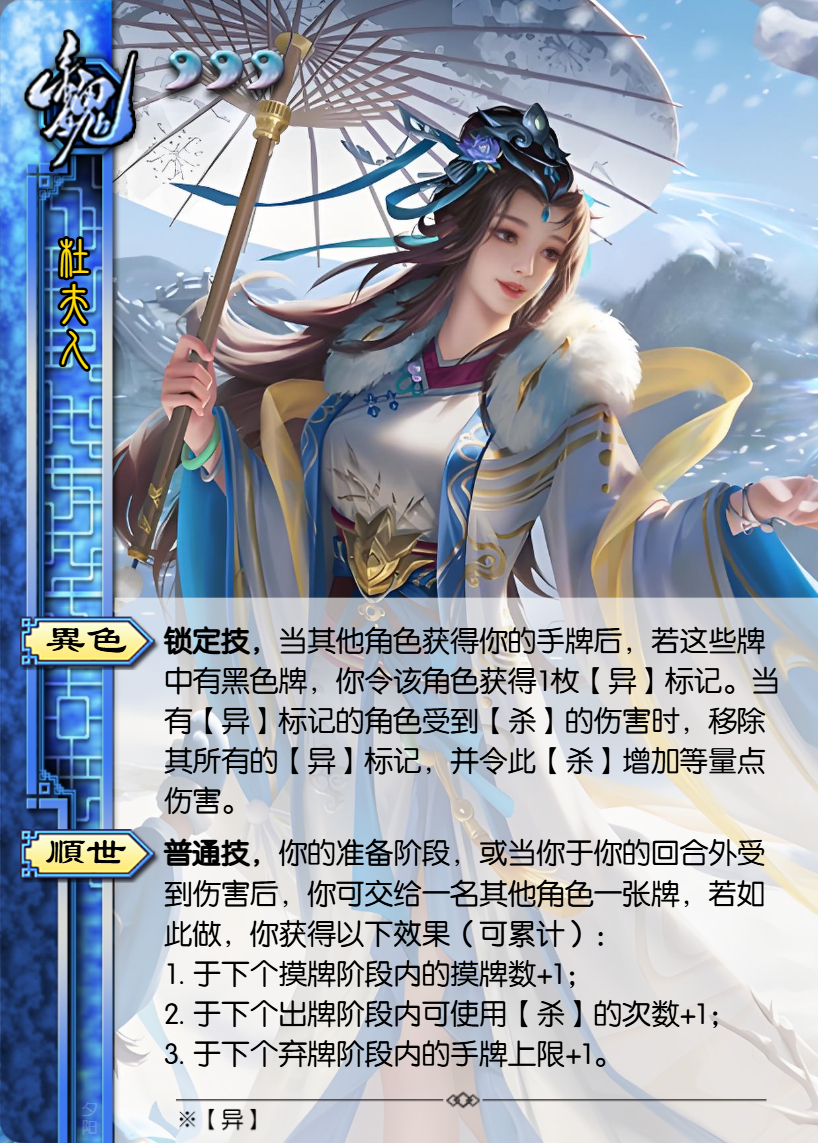 魏
杜夫人
異色
锁定技，当其他角色获得你的手牌后，若这些牌
中有黑色牌，你令该角色获得1枚【异】标记。当
有【异】标记的角色受到【杀】的伤害时，移除
其所有的【异】标记，并令此【杀】增加等量点
伤害。
順世
普通技，你的准备阶段，或当你于你的回合外受
到伤害后，你可交给一名其他角色一张牌，若如
此做，你获得以下效果（可累计）：
1. 于下个摸牌阶段内的摸牌数+1；
2. 于下个出牌阶段内可使用【杀】的次数+1；
3. 于下个弃牌阶段内的手牌上限+1。
※【异】
夕阳